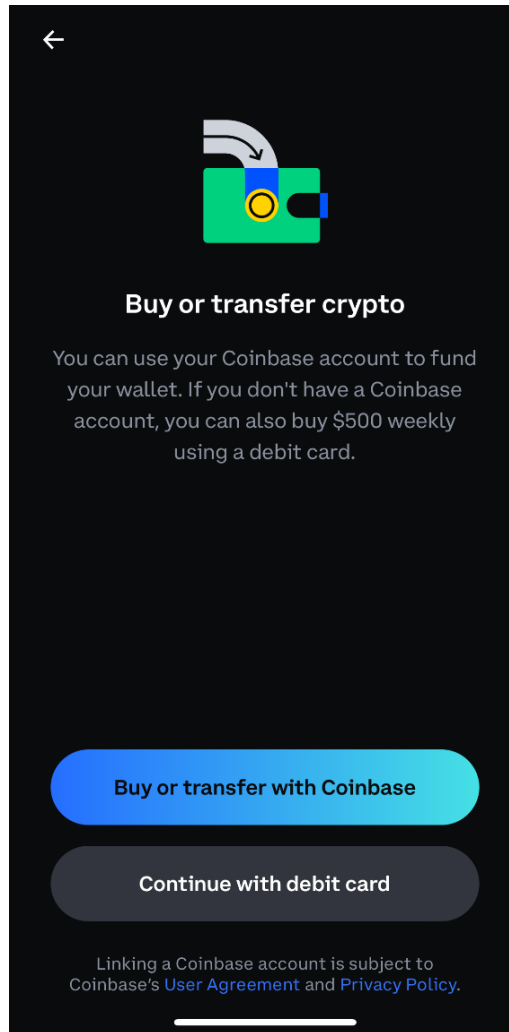 Buy or transfer crypto
You can use your Coinbase account to fund
your wallet. If you don't have a Coinbase
account, you can also buy $500 weekly
using a debit card.
Buy or transfer with Coinbase
Continue with debit card
Linking a Coinbase account is subject to
Coinbase’s User Agreement and Privacy Policy.